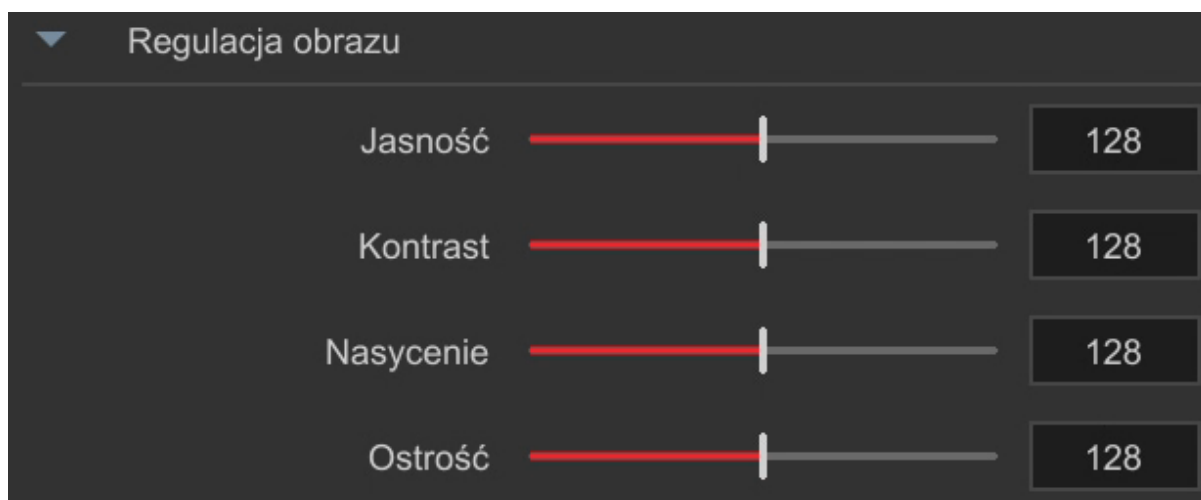 Regulacja obrazu
Jasność 128
Kontrast 128
Nasycenie 128
Ostrość 128